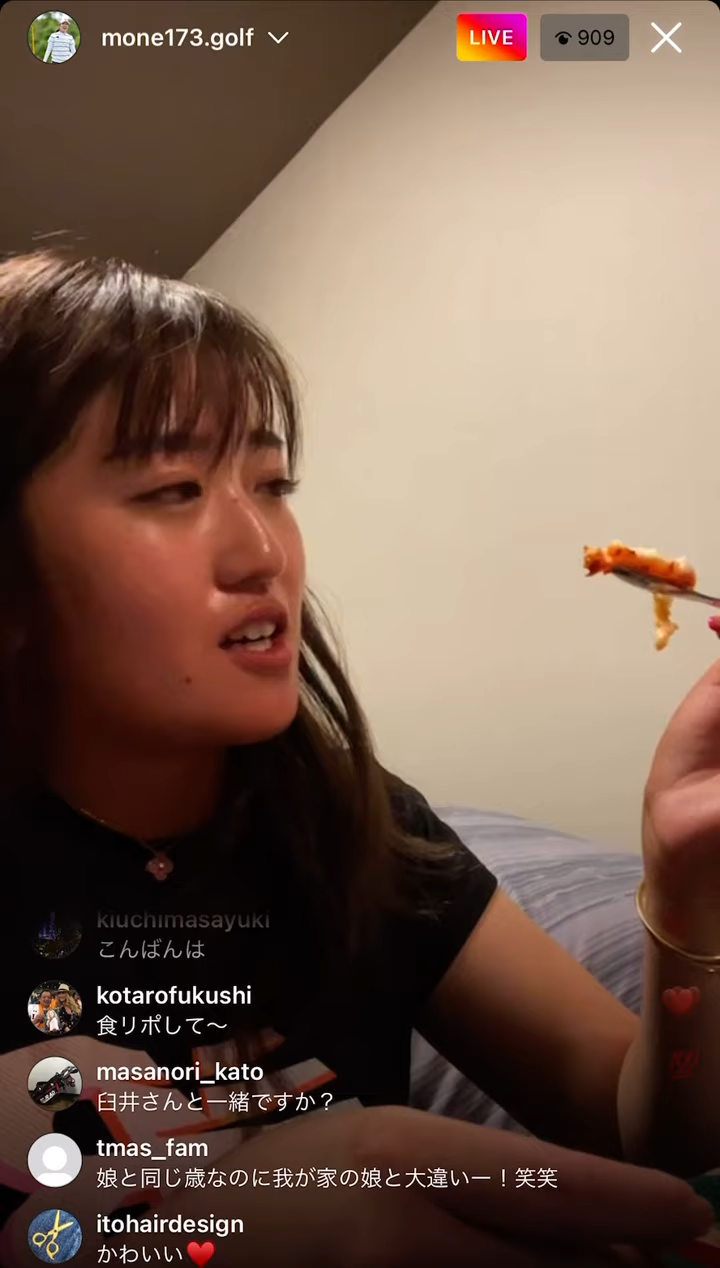 mone173.golf
LIVE
909
kiuchimasayuki
こんばんは
kotarofukushi
食リポして〜
masanori_kato
臼井さんと一緒ですか？
tmas_fam
娘と同じ歳なのに我が家の娘と大違いー！笑笑
itohairdesign
かわいい❤️